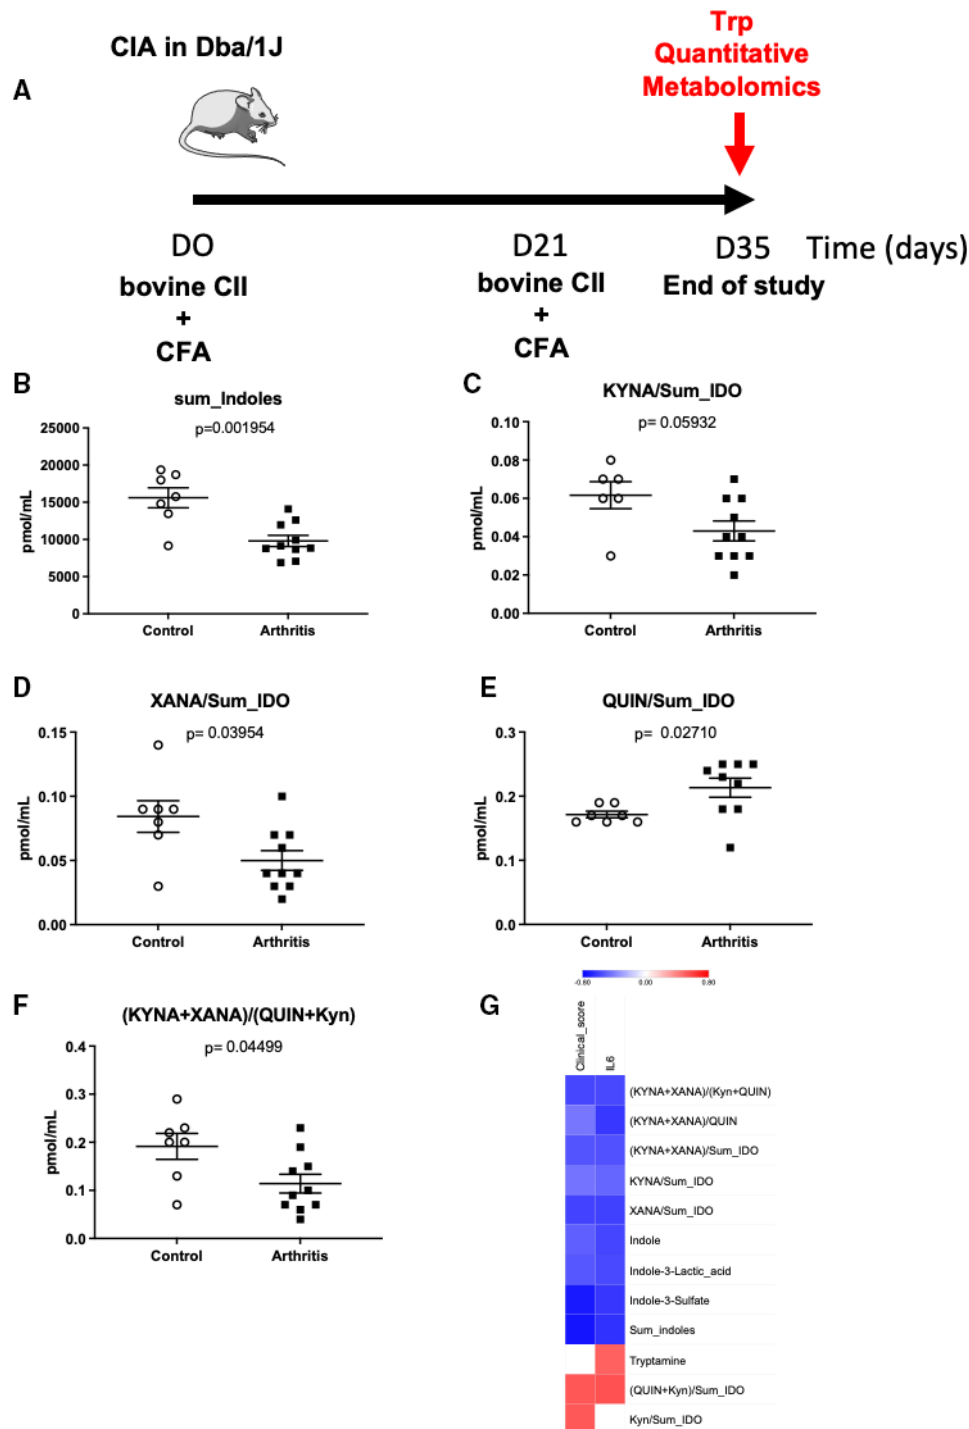 CIA in Dba/1J
Trp
Quantitative
Metabolomics
A
DO
bovine CII
+
CFA
D21
bovine CII
+
CFA
D35
End of study
Time (days)
B
sum_Indoles
p=0.001954
25000
20000
15000
10000
5000
0
pmol/mL
Control
Arthritis
C
KYNA/Sum_IDO
p= 0.05932
0.10
0.08
0.06
0.04
0.02
0.00
pmol/mL
Control
Arthritis
D
XANA/Sum_IDO
p= 0.03954
0.15
0.10
0.05
0.00
pmol/mL
Control
Arthritis
E
QUIN/Sum_IDO
p= 0.02710
0.3
0.2
0.1
0.0
pmol/mL
Control
Arthritis
F
(KYNA+XANA)/(QUIN+Kyn)
p= 0.04499
0.4
0.3
0.2
0.1
0.0
pmol/mL
Control
Arthritis
G
-0.80
0.00
0.80
Clinical_score
IL6
(KYNA+XANA)/(Kyn+QUIN)
(KYNA+XANA)/QUIN
(KYNA+XANA)/Sum_IDO
KYNA/Sum_IDO
XANA/Sum_IDO
Indole
Indole-3-Lactic_acid
Indole-3-Sulfate
Sum_indoles
Tryptamine
(QUIN+Kyn)/Sum_IDO
Kyn/Sum_IDO